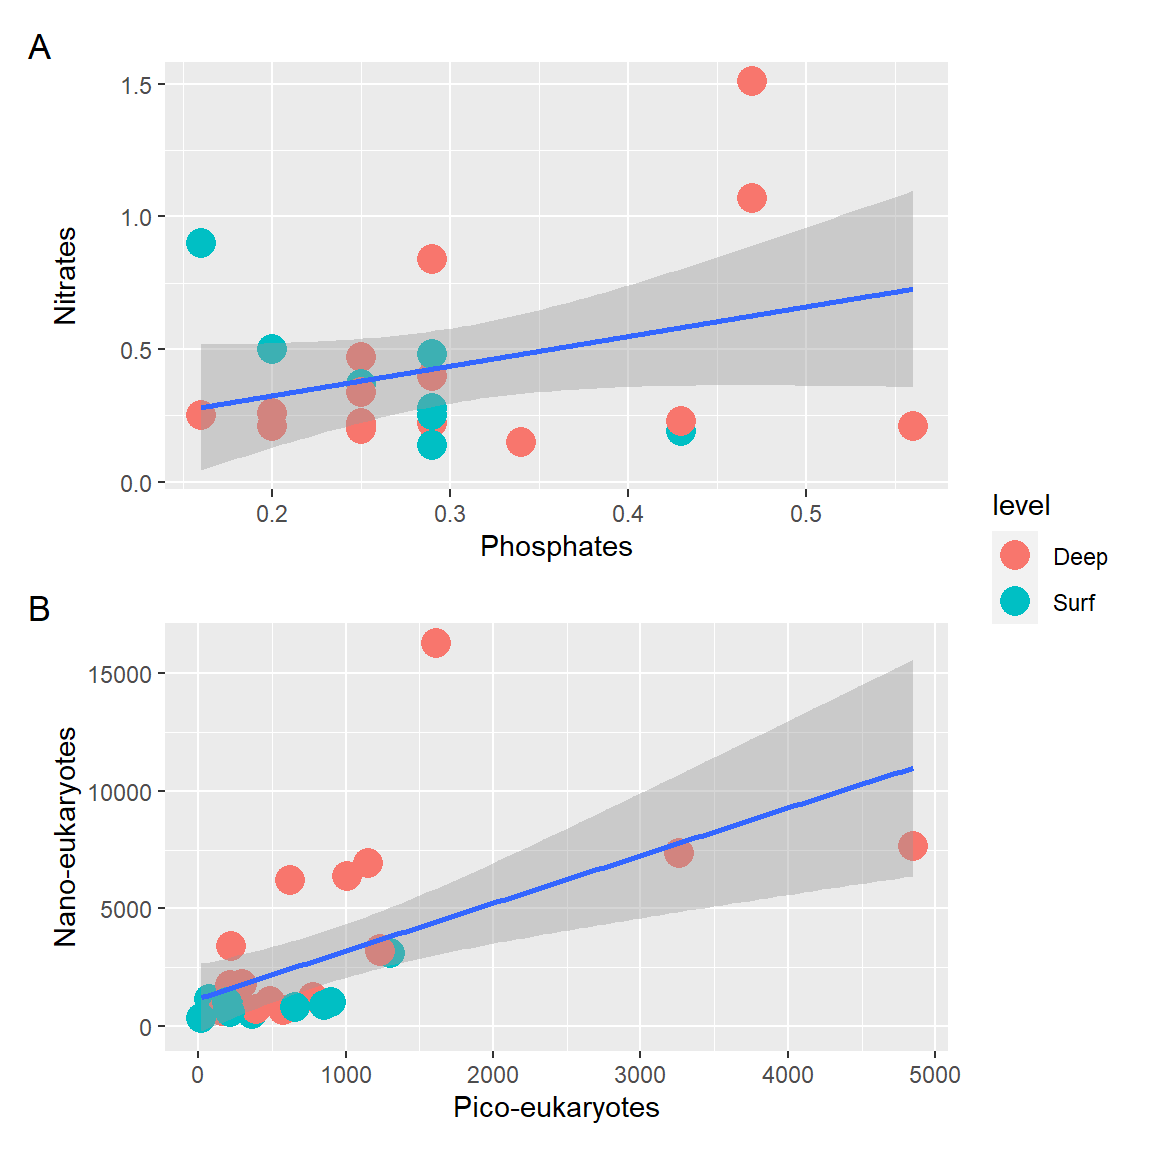 A
1.5
1.0
0.5
0.0
Nitrates
0.2 0.3 0.4 0.5
Phosphates
level
Deep
Surf
B
15000
10000
5000
0
Nano-eukaryotes
0 1000 2000 3000 4000 5000
Pico-eukaryotes